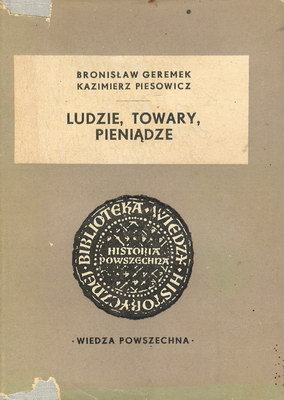 BRONISŁAW GEREMEK
KAZIMIERZ PIESOWICZ
LUDZIE, TOWARY,
PIENIĄDZE
BIBLIOTEKA · WIEDZY · HISTORYCZNEJ
HISTORIA
POWSZECHNA
· WIEDZA POWSZECHNA ·